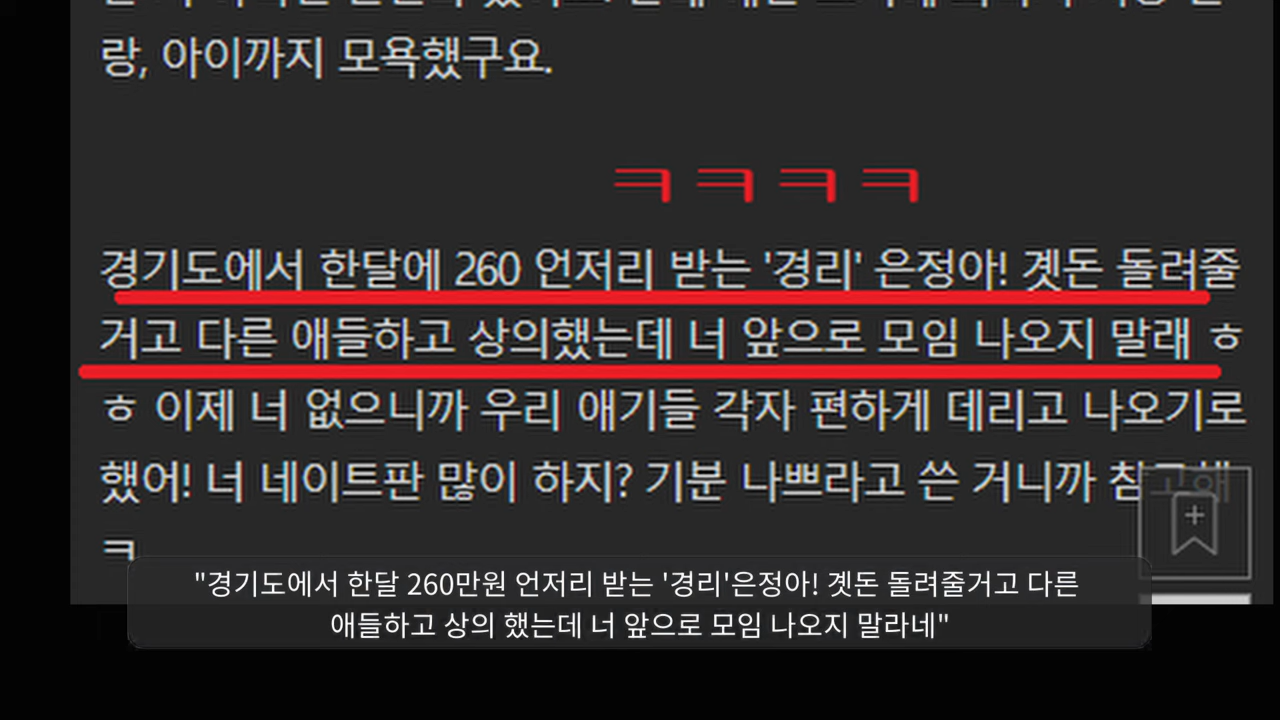 랑, 아이까지 모욕했구요.
ㅋㅋㅋㅋ
경기도에서 한달에 260 언저리 받는 '경리' 은정아! 곗돈 돌려줄
거고 다른 애들하고 상의했는데 너 앞으로 모임 나오지 말래 ㅎ
ㅎ 이제 너 없으니까 우리 애기들 각자 편하게 데리고 나오기로
했어! 너 네이트판 많이 하지? 기분 나쁘라고 쓴 거니까 참고해
ㅋ
"경기도에서 한달 260만원 언저리 받는 '경리'은정아! 곗돈 돌려줄거고 다른
애들하고 상의 했는데 너 앞으로 모임 나오지 말라네"